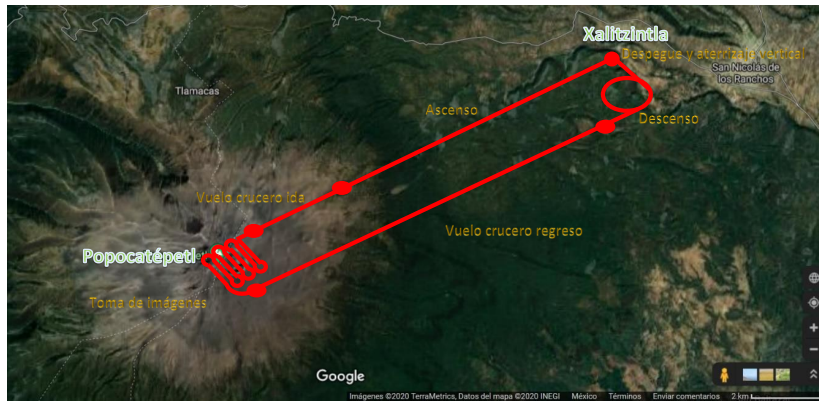 Xalitzintla
Despegue y aterrizaje vertical
San Nicolás de
los Ranchos
Tlamacas
Ascenso
Descenso
Vuelo crucero ida
Vuelo crucero regreso
Popocatépetl
Toma de Imágenes
Google
Imágenes ©2020 TerraMetrics, Datos del mapa ©2020 INEGI México Términos Enviar comentarios 2 km